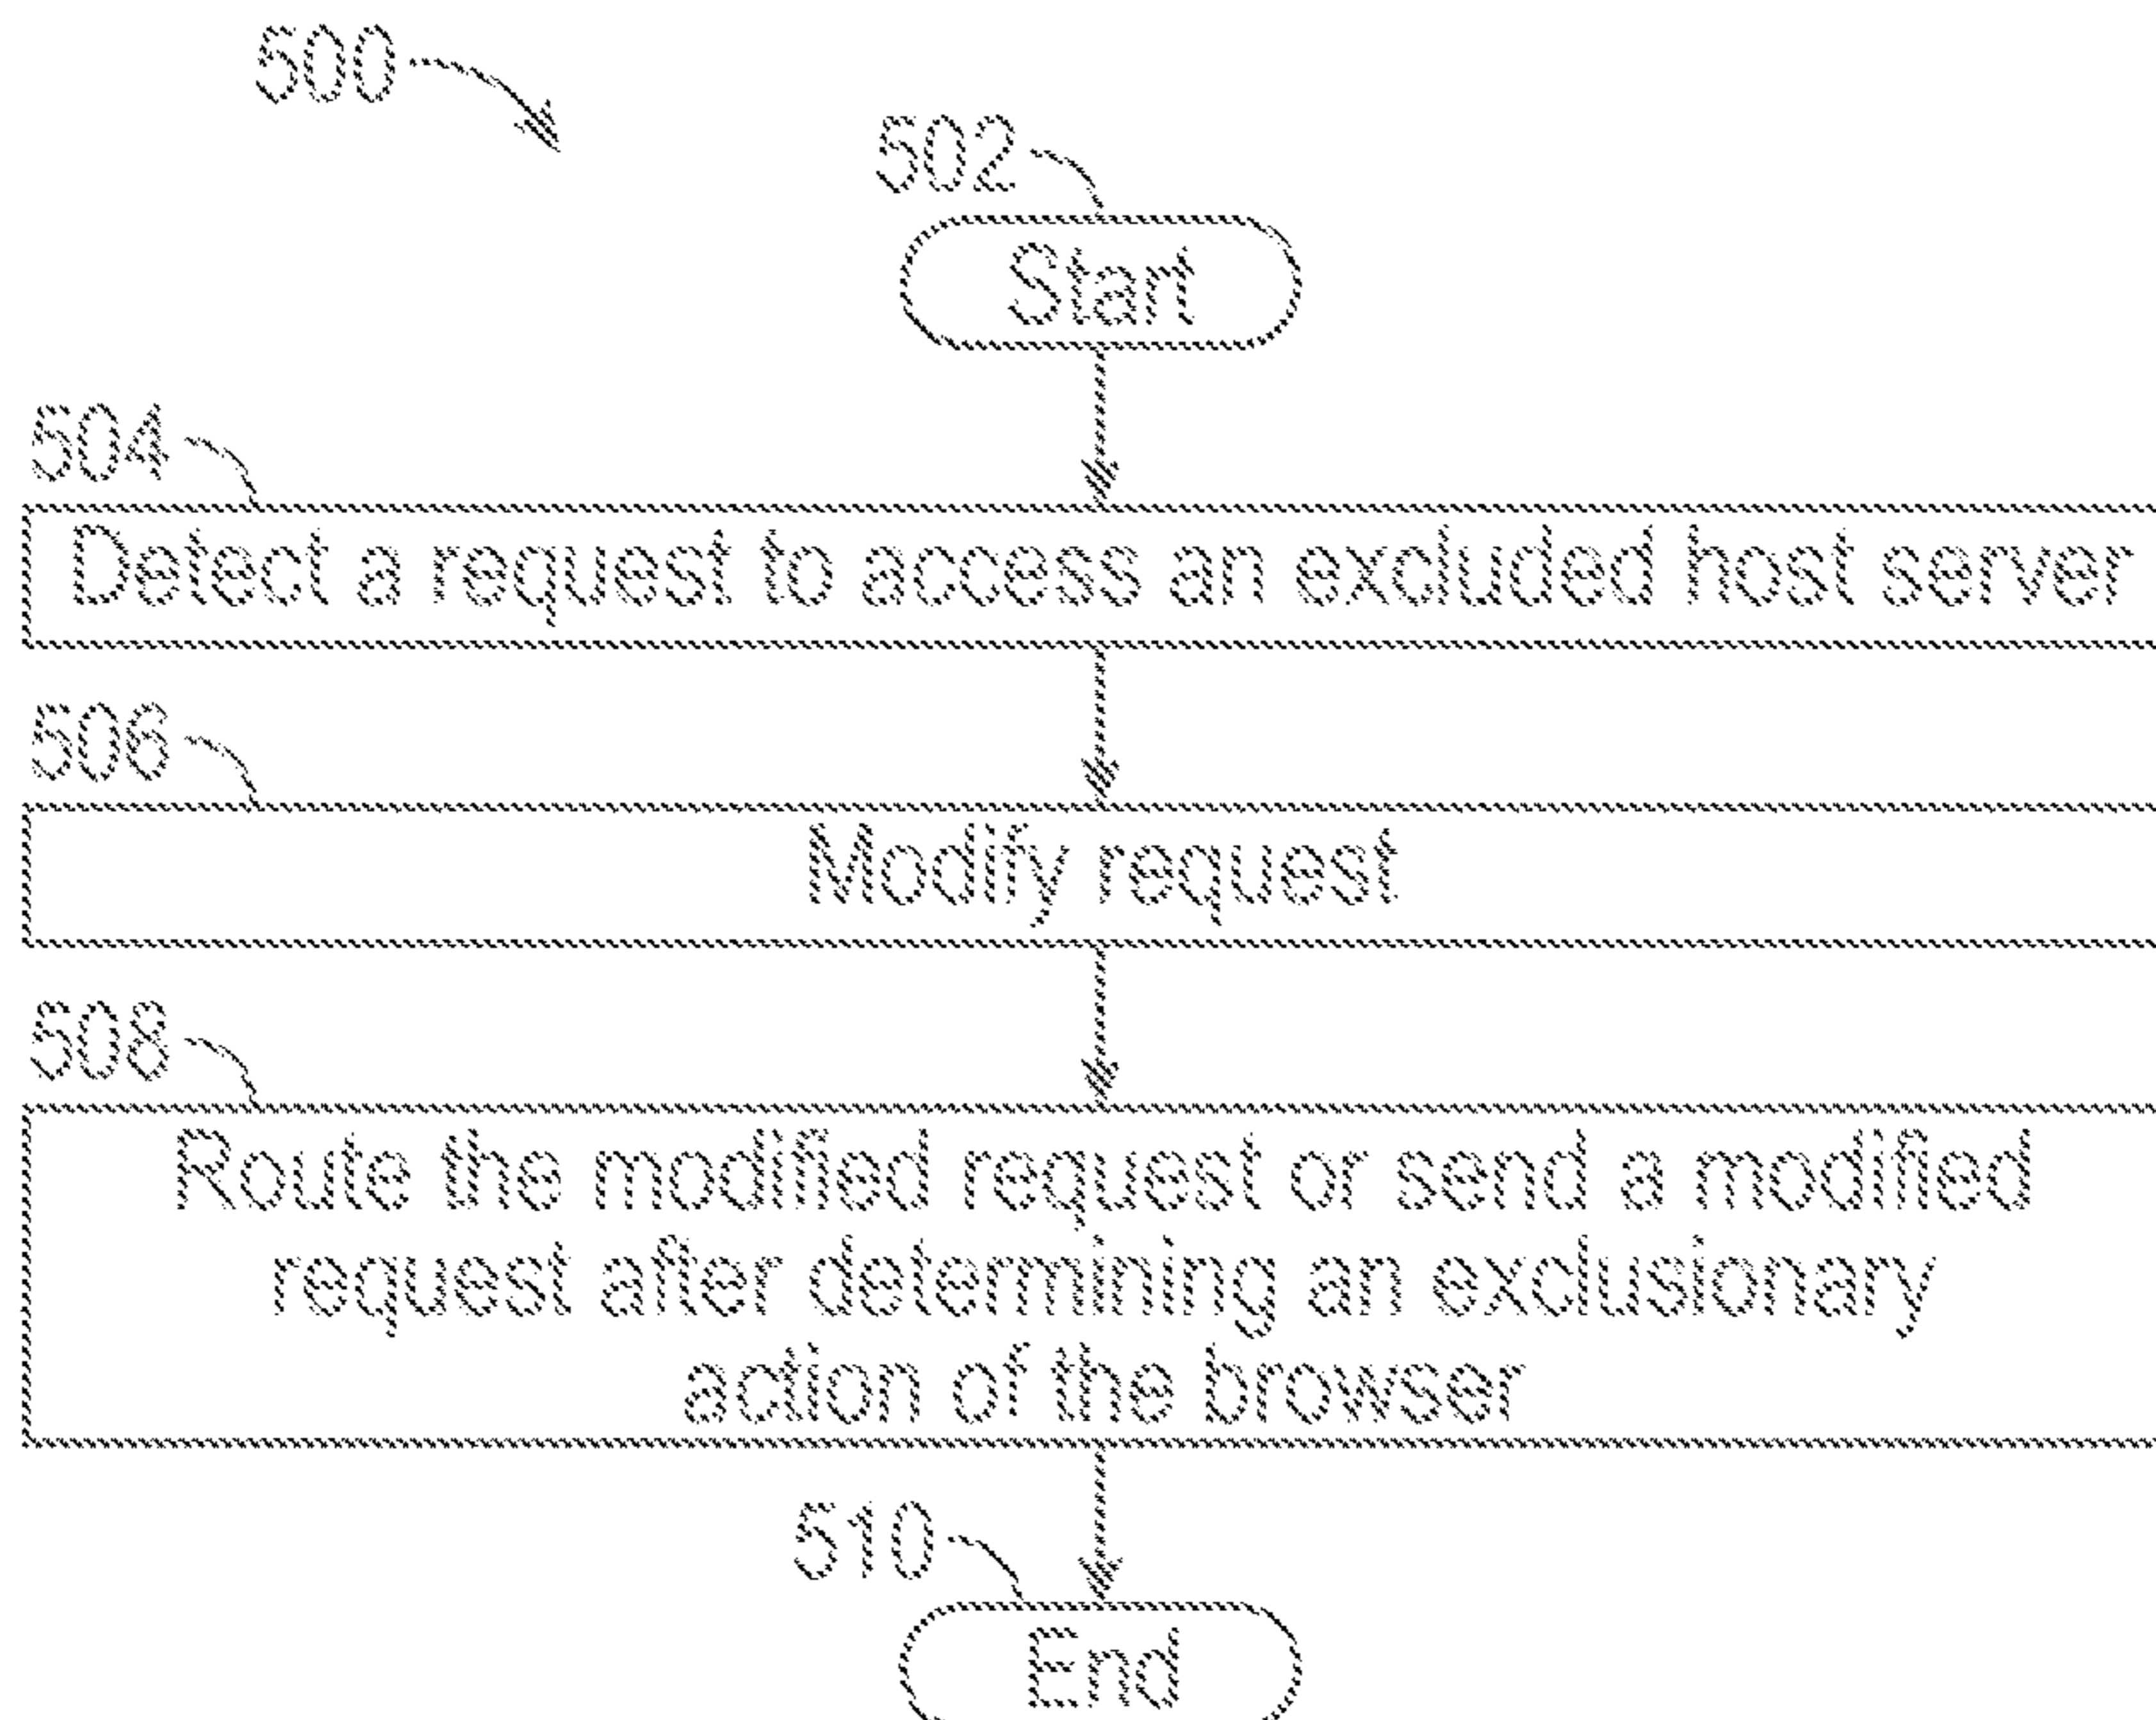 500
502
Start
504
Detect a request to access an excluded host server
506
Modify request
508
Route the modified request or send a modified
request after determining an exclusionary
action of the browser
510
End